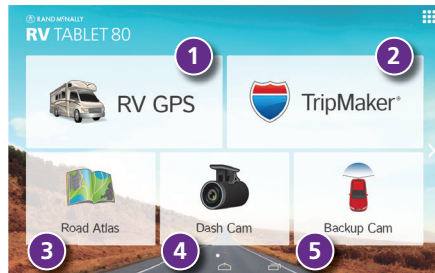 RAND MCNALLY
RV TABLET 80
1
2
RV GPS
TripMaker®
Road Atlas
Dash Cam
Backup Cam
3
4
5